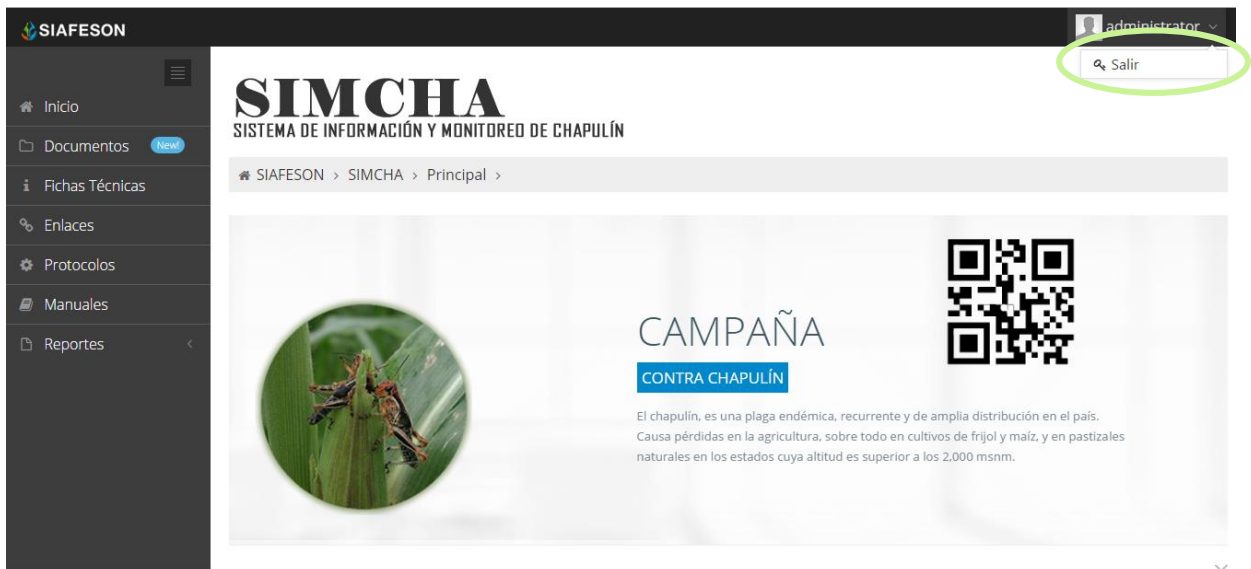 SIAFESON
administrator
Salir
Inicio
Documentos New!
Fichas Técnicas
Enlaces
Protocolos
Manuales
Reportes
SIMCHA
SISTEMA DE INFORMACIÓN Y MONITOREO DE CHAPULÍN
SIAFESON > SIMCHA > Principal >
CAMPAÑA
CONTRA CHAPULÍN
El chapulín, es una plaga endémica, recurrente y de amplia distribución en el país.
Causa pérdidas en la agricultura, sobre todo en cultivos de frijol y maíz, y en pastizales
naturales en los estados cuya altitud es superior a los 2,000 msnm.